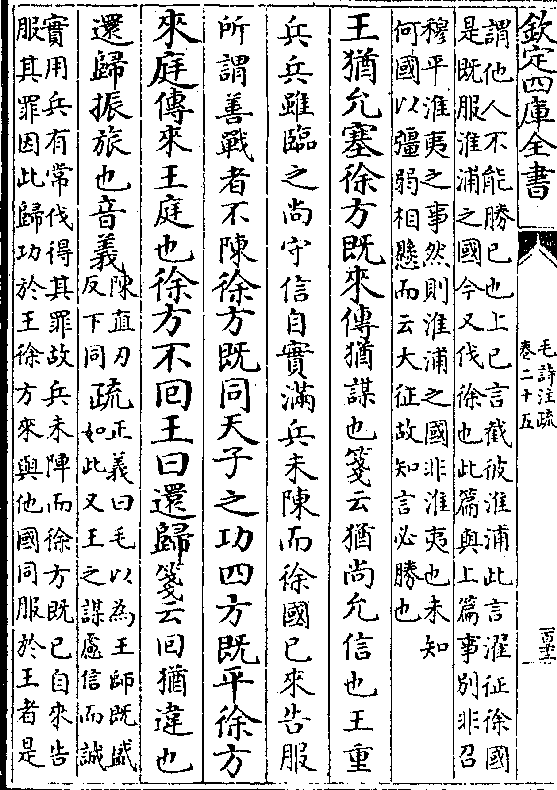 欽定四庫全書
毛詩注疏
卷二十五
謂他人不能勝已也上已言截彼淮浦此言濯征徐國
是既服淮浦之國今又伐徐也此篇與上篇事別非召
穆平淮夷之事然則淮浦之國非淮夷也未知
何國以彊弱相懸而云大征故知言必勝也
王猶允塞徐方既來傳猶謀也箋云猶尚允信也王重
兵兵雖臨之尚守信自實滿兵未陳而徐國已來告服
所謂善戰者不陳徐方既同天子之功四方既平徐方
來庭傳來王庭也徐方不回王曰還歸箋云回猶違也
還歸振旅也音義陳直刃
反下同疏正義曰毛以為王師既盛
如此又王之謀慮信而誠
實用兵有常伐得其罪故兵未陣而徐方既已自來告
服其罪因此歸功於王徐方來與他國同服於王者是